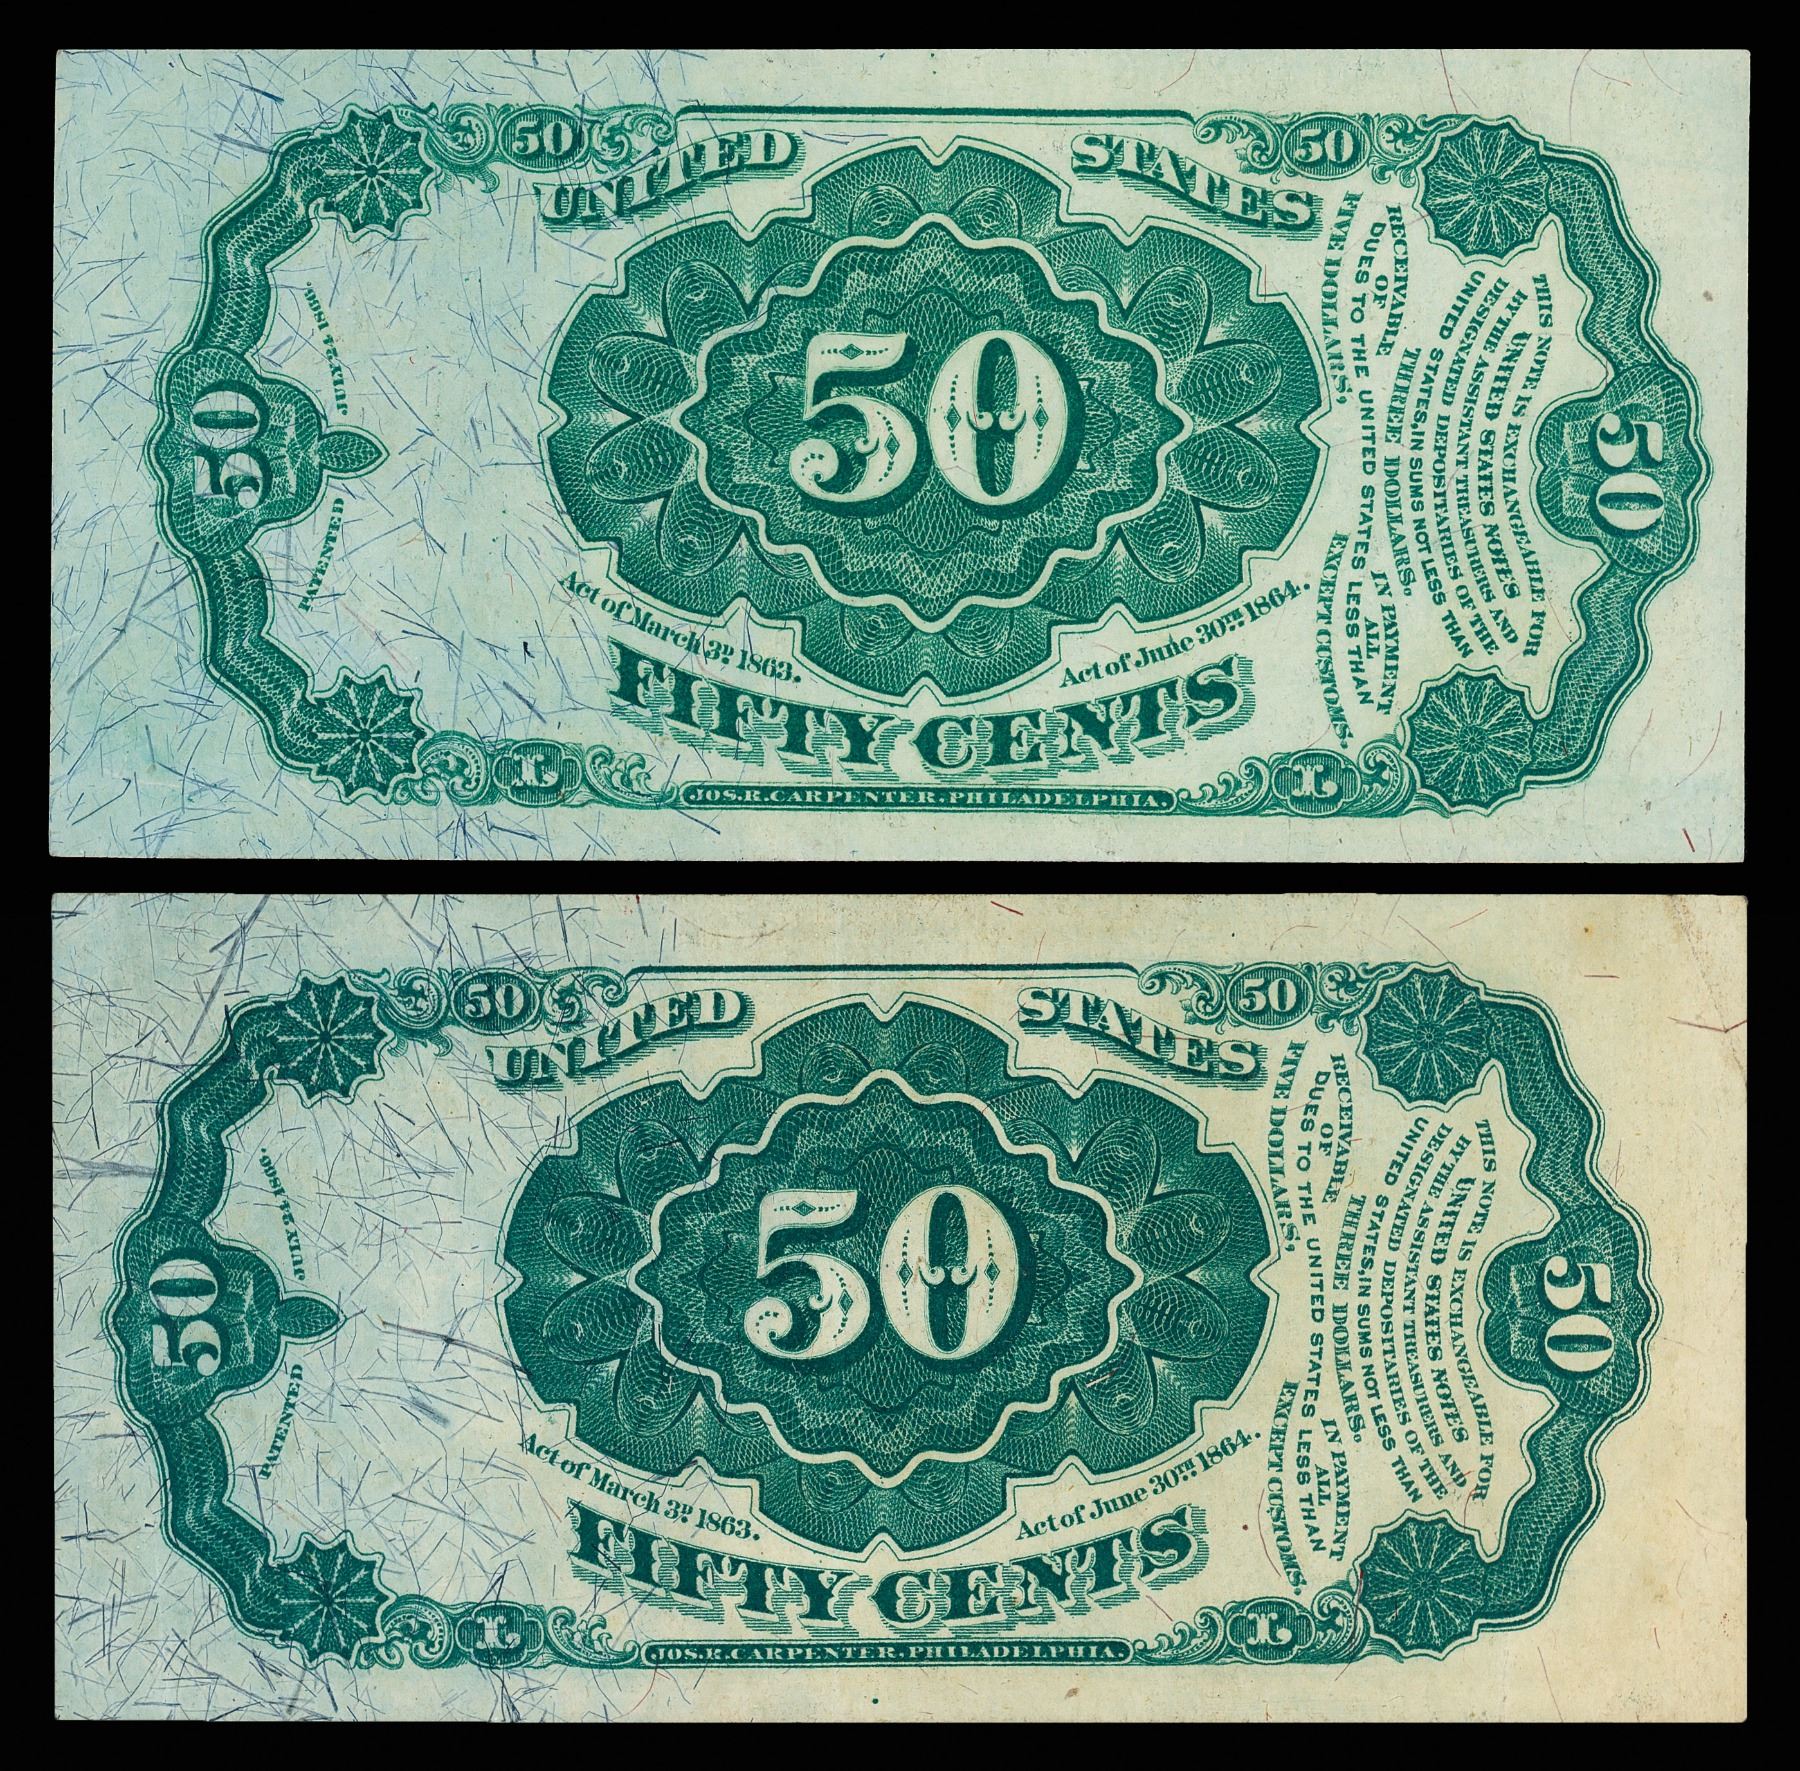 50 50
UNITED STATES
50
JULY 24 1866.
PATENTED
50
RECEIVABLE IN PAYMENT
OF ALL
DUES TO THE UNITED STATES LESS THAN
FIVE DOLLARS, EXCEPT CUSTOMS.
THIS NOTE IS EXCHANGEABLE FOR
UNITED STATES NOTES
BY THE ASSISTANT TREASURERS AND
DESIGNATED DEPOSITARIES OF THE
UNITED STATES, IN SUMS NOT LESS THAN
THREE DOLLARS.
50
Act of March 3D 1863. Act of June 30TH 1864.
FIFTY CENTS
L L
JOS. R. CARPENTER. PHILADELPHIA.
50 50
UNITED STATES
50
JULY 24 1866.
PATENTED
50
RECEIVABLE IN PAYMENT
OF ALL
DUES TO THE UNITED STATES LESS THAN
FIVE DOLLARS, EXCEPT CUSTOMS.
THIS NOTE IS EXCHANGEABLE FOR
UNITED STATES NOTES
BY THE ASSISTANT TREASURERS AND
DESIGNATED DEPOSITARIES OF THE
UNITED STATES, IN SUMS NOT LESS THAN
THREE DOLLARS.
50
Act of March 3D 1863. Act of June 30TH 1864.
FIFTY CENTS
L L
JOS. R. CARPENTER. PHILADELPHIA.